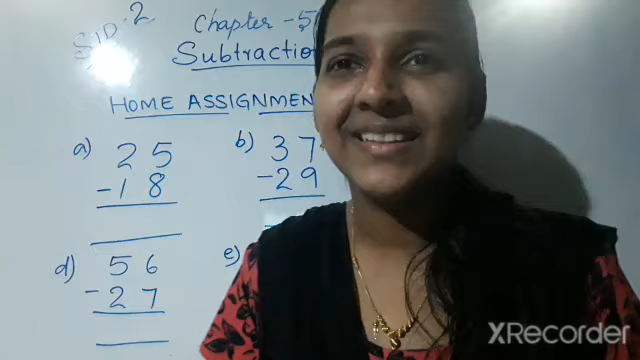 STD. 2
Chapter - 5
Subtractio
HOME ASSIGNMEN
a) 25
- 18
b) 37
- 29
d) 56
- 27
e)
XRecorder